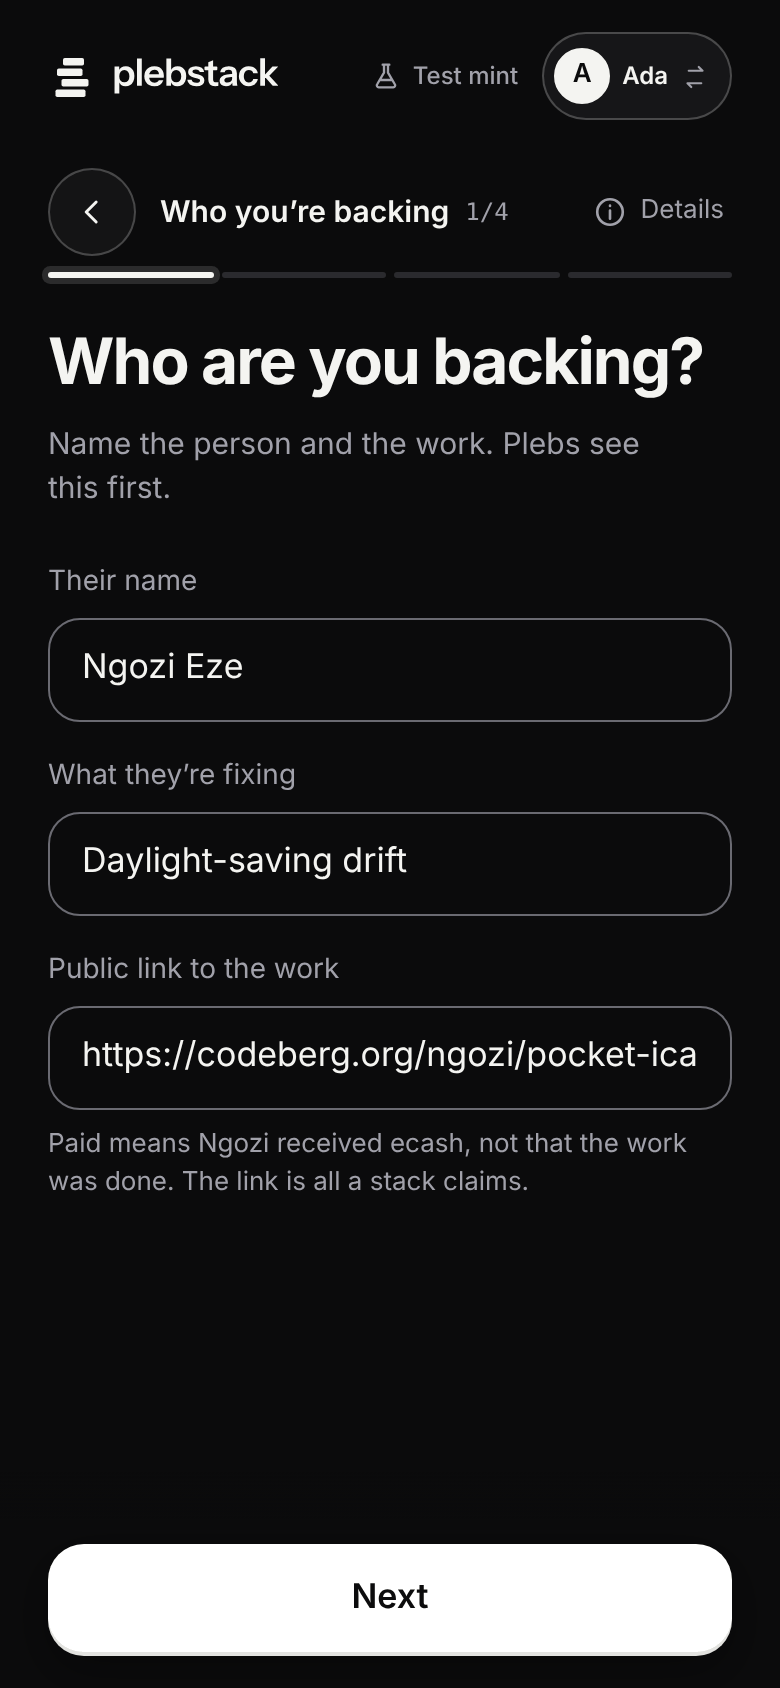 plebstack
Test mint
A
Ada
Who you’re backing 1/4
Details
Who are you backing?
Name the person and the work. Plebs see
this first.
Their name
Ngozi Eze
What they’re fixing
Daylight-saving drift
Public link to the work
https://codeberg.org/ngozi/pocket-ica
Paid means Ngozi received ecash, not that the work
was done. The link is all a stack claims.
Next